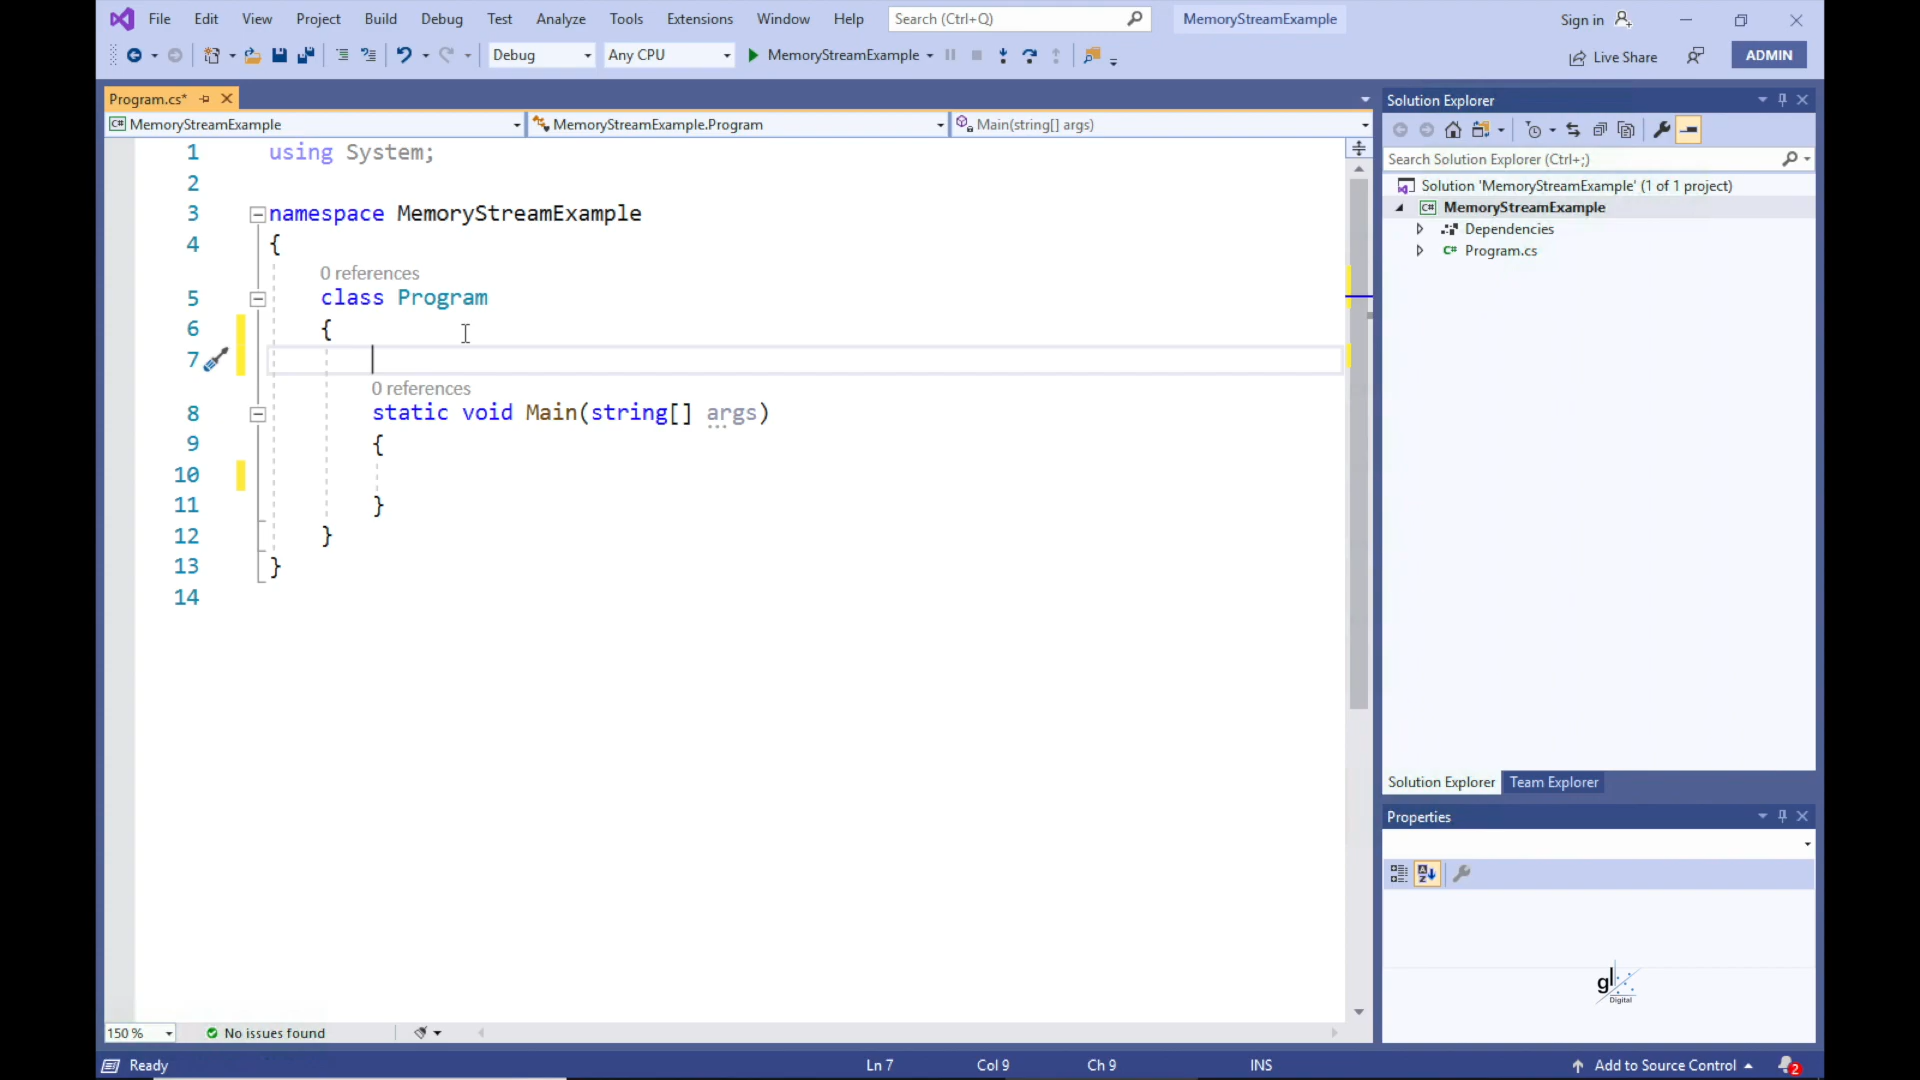 File Edit View Project Build Debug Test Analyze Tools Extensions Window Help Search (Ctrl+Q) MemoryStreamExample Sign in
Debug Any CPU MemoryStreamExample Live Share ADMIN
Program.cs*
C# MemoryStreamExample MemoryStreamExample.Program Main(string[] args)
1 using System;
2
3 namespace MemoryStreamExample
4 {
0 references
5 class Program
6 {
7
0 references
8 static void Main(string[] args)
9 {
10
11 }
12 }
13 }
14
150 % No issues found
Solution Explorer
Search Solution Explorer (Ctrl+;)
Solution 'MemoryStreamExample' (1 of 1 project)
C# MemoryStreamExample
Dependencies
C# Program.cs
Solution Explorer Team Explorer
Properties
gl
Digital
Ready Ln 7 Col 9 Ch 9 INS Add to Source Control 2